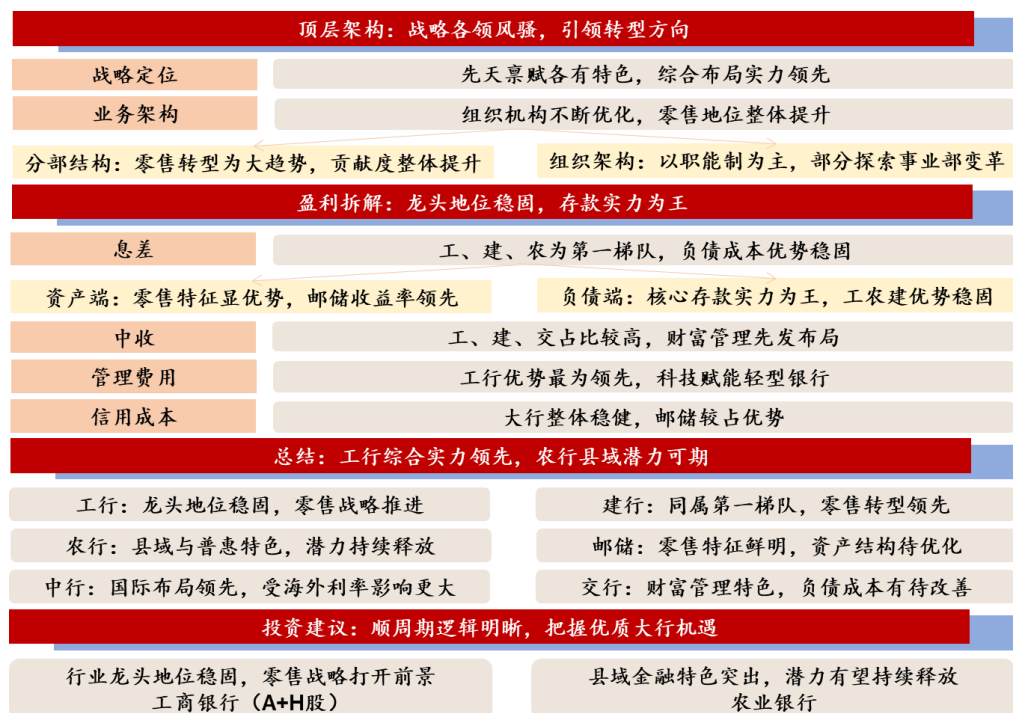 顶层架构：战略各领风骚，引领转型方向
战略定位
先天禀赋各有特色，综合布局实力领先
业务架构
组织机构不断优化，零售地位整体提升
分部结构：零售转型为大趋势，贡献度整体提升
组织架构：以职能制为主，部分探索事业部变革
盈利拆解：龙头地位稳固，存款实力为王
息差
工、建、农为第一梯队，负债成本优势稳固
资产端：零售特征显优势，邮储收益率领先
负债端：核心存款实力为王，工农建优势稳固
中收
工、建、交占比较高，财富管理先发布局
管理费用
工行优势最为领先，科技赋能轻型银行
信用成本
大行整体稳健，邮储较占优势
总结：工行综合实力领先，农行县域潜力可期
工行：龙头地位稳固，零售战略推进
建行：同属第一梯队，零售转型领先
农行：县域与普惠特色，潜力持续释放
邮储：零售特征鲜明，资产结构待优化
中行：国际布局领先，受海外利率影响更大
交行：财富管理特色，负债成本有待改善
投资建议：顺周期逻辑明晰，把握优质大行机遇
行业龙头地位稳固，零售战略打开前景
工商银行（A+H股）
县域金融特色突出，潜力有望持续释放
农业银行